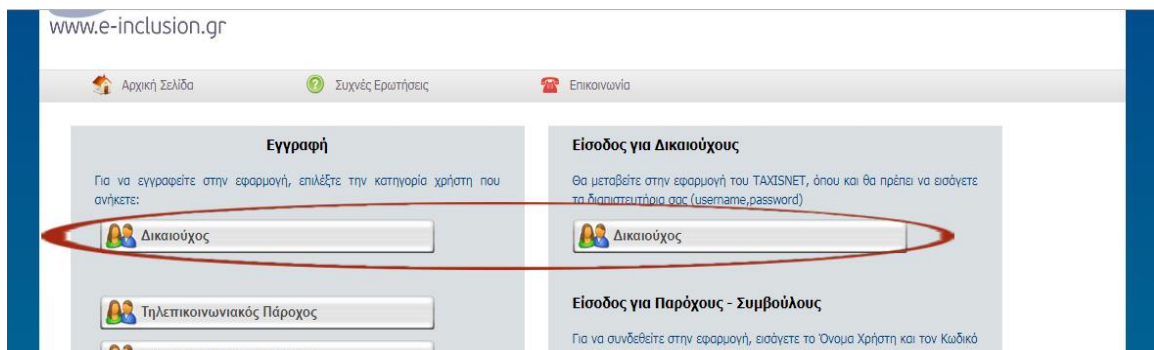 www.e-inclusion.gr
Αρχική Σελίδα
Συχνές Ερωτήσεις
Επικοινωνία
Εγγραφή
Για να εγγραφείτε στην εφαρμογή, επιλέξτε την κατηγορία χρήστη που
ανήκετε:
Δικαιούχος
Τηλεπικοινωνιακός Πάροχος
Είσοδος για Δικαιούχους
Θα μεταβείτε στην εφαρμογή του TAXISNET, όπου και θα πρέπει να εισάγετε
τα διαπιστευτήρια σας (username,password)
Δικαιούχος
Είσοδος για Παρόχους - Συμβούλους
Για να συνδεθείτε στην εφαρμογή, εισάγετε το Όνομα Χρήστη και τον Κωδικό